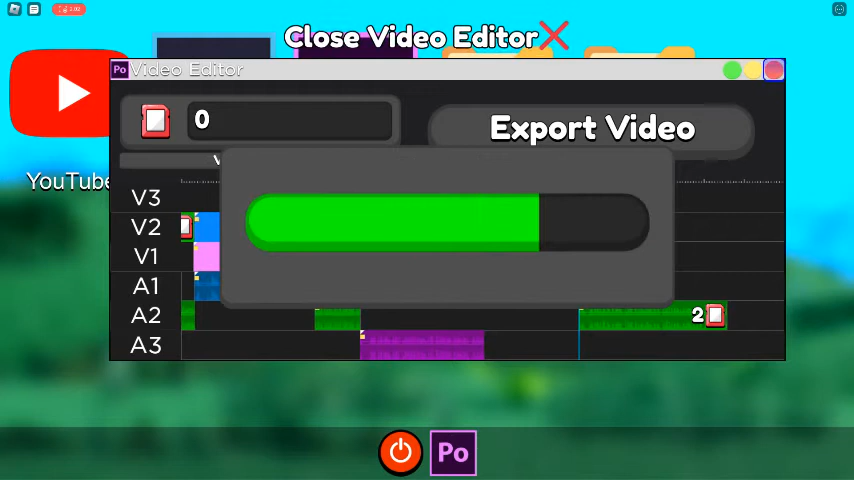 Close Video Editor
Po Video Editor
0
Export Video
V
YouTube
V3
V2
V1
A1
A2
2
A3
Po